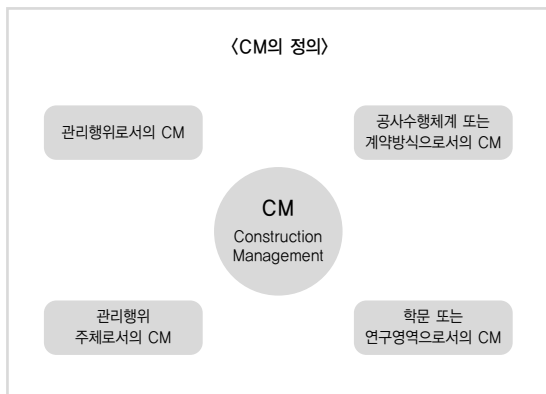 〈CM의 정의〉
관리행위로서의 CM
공사수행체계 또는
계약방식으로서의 CM
CM
Construction
Management
관리행위
주체로서의 CM
학문 또는
연구영역으로서의 CM